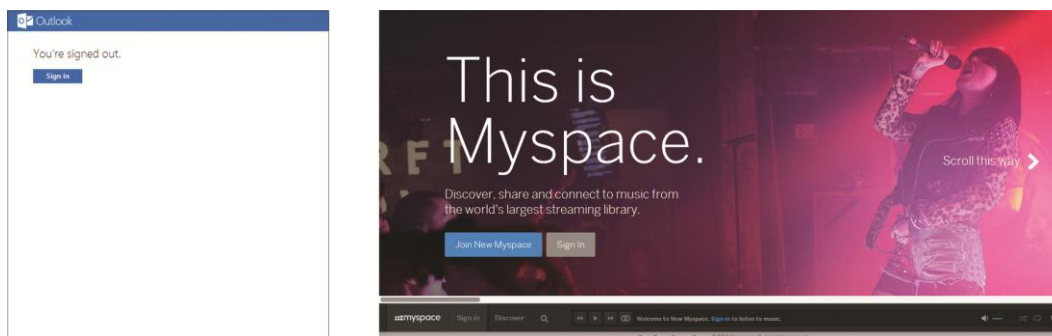 Outlook
You're signed out.
Sign in
This is
Myspace.
Scroll this way
Discover, share and connect to music from
the world's largest streaming library.
Join New Myspace Sign in
myspace Sign in Discover Welcome to New Myspace. Sign in to listen to music.